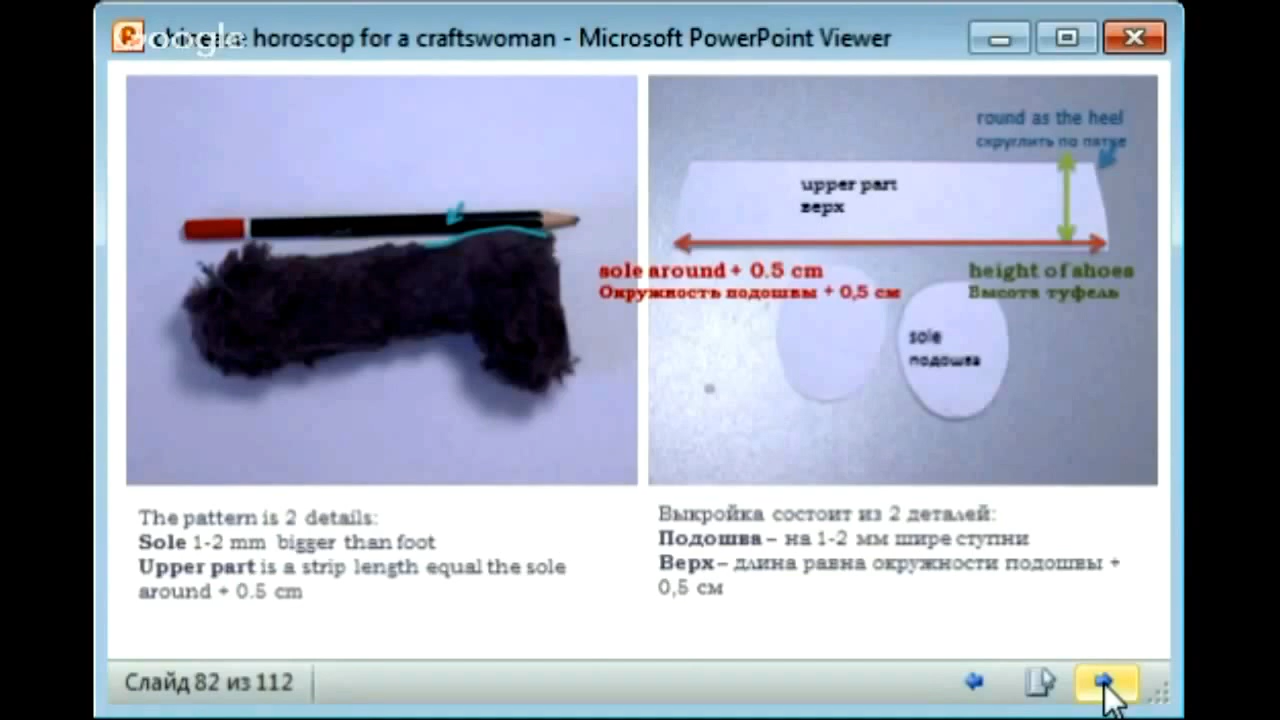 Google
horoscop for a craftswoman - Microsoft PowerPoint Viewer
round as the heel
скруглить по пятке
upper part
верх
sole around + 0.5 cm
Окружность подошвы + 0,5 см
height of shoes
Высота туфель
sole
подошва
The pattern is 2 details:
Sole 1-2 mm bigger than foot
Upper part is a strip length equal the sole
around + 0.5 cm
Выкройка состоит из 2 деталей:
Подошва – на 1-2 мм шире ступни
Верх – длина равна окружности подошвы +
0,5 см
Слайд 82 из 112